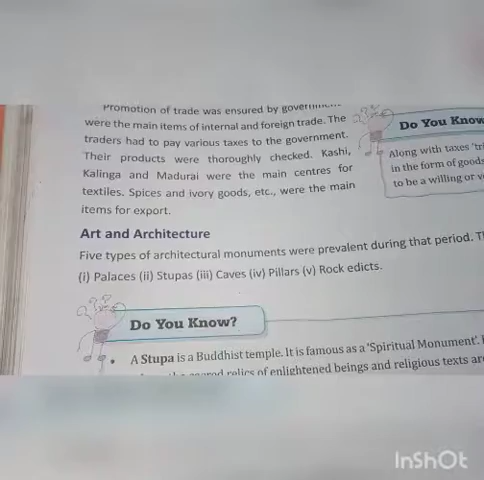 Promotion of trade was ensured by
were the main items of internal and foreign trade. The
traders had to pay various taxes to the government.
Their products were thoroughly checked. Kashi,
Kalinga and Madurai were the main centres for
textiles. Spices and ivory goods, etc., were the main
items for export.
Do You Know
Along with taxes 'tri
in the form of goods
to be a willing or v
Art and Architecture
Five types of architectural monuments were prevalent during that period. T
(i) Palaces (ii) Stupas (iii) Caves (iv) Pillars (v) Rock edicts.
Do You Know?
• A Stupa is a Buddhist temple. It is famous as a 'Spiritual Monument'.
relics of enlightened beings and religious texts ar
InShOt